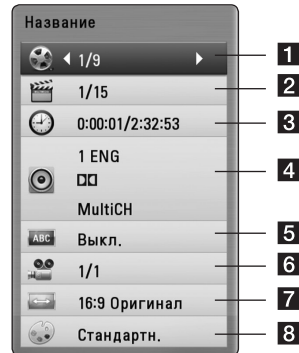 Название
1/9
1
1/15
2
0:00:01/2:32:53
3
1 ENG
MultiCH
4
ABC
Выкл.
5
1/1
6
16:9 Оригинал
7
Стандартн.
8